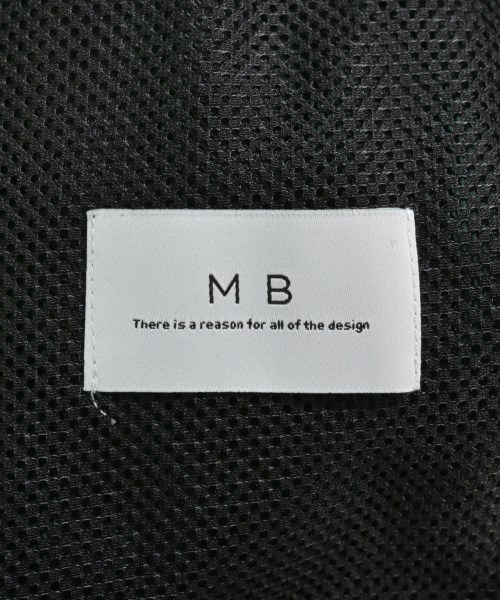 M B
There is a reason for all of the design